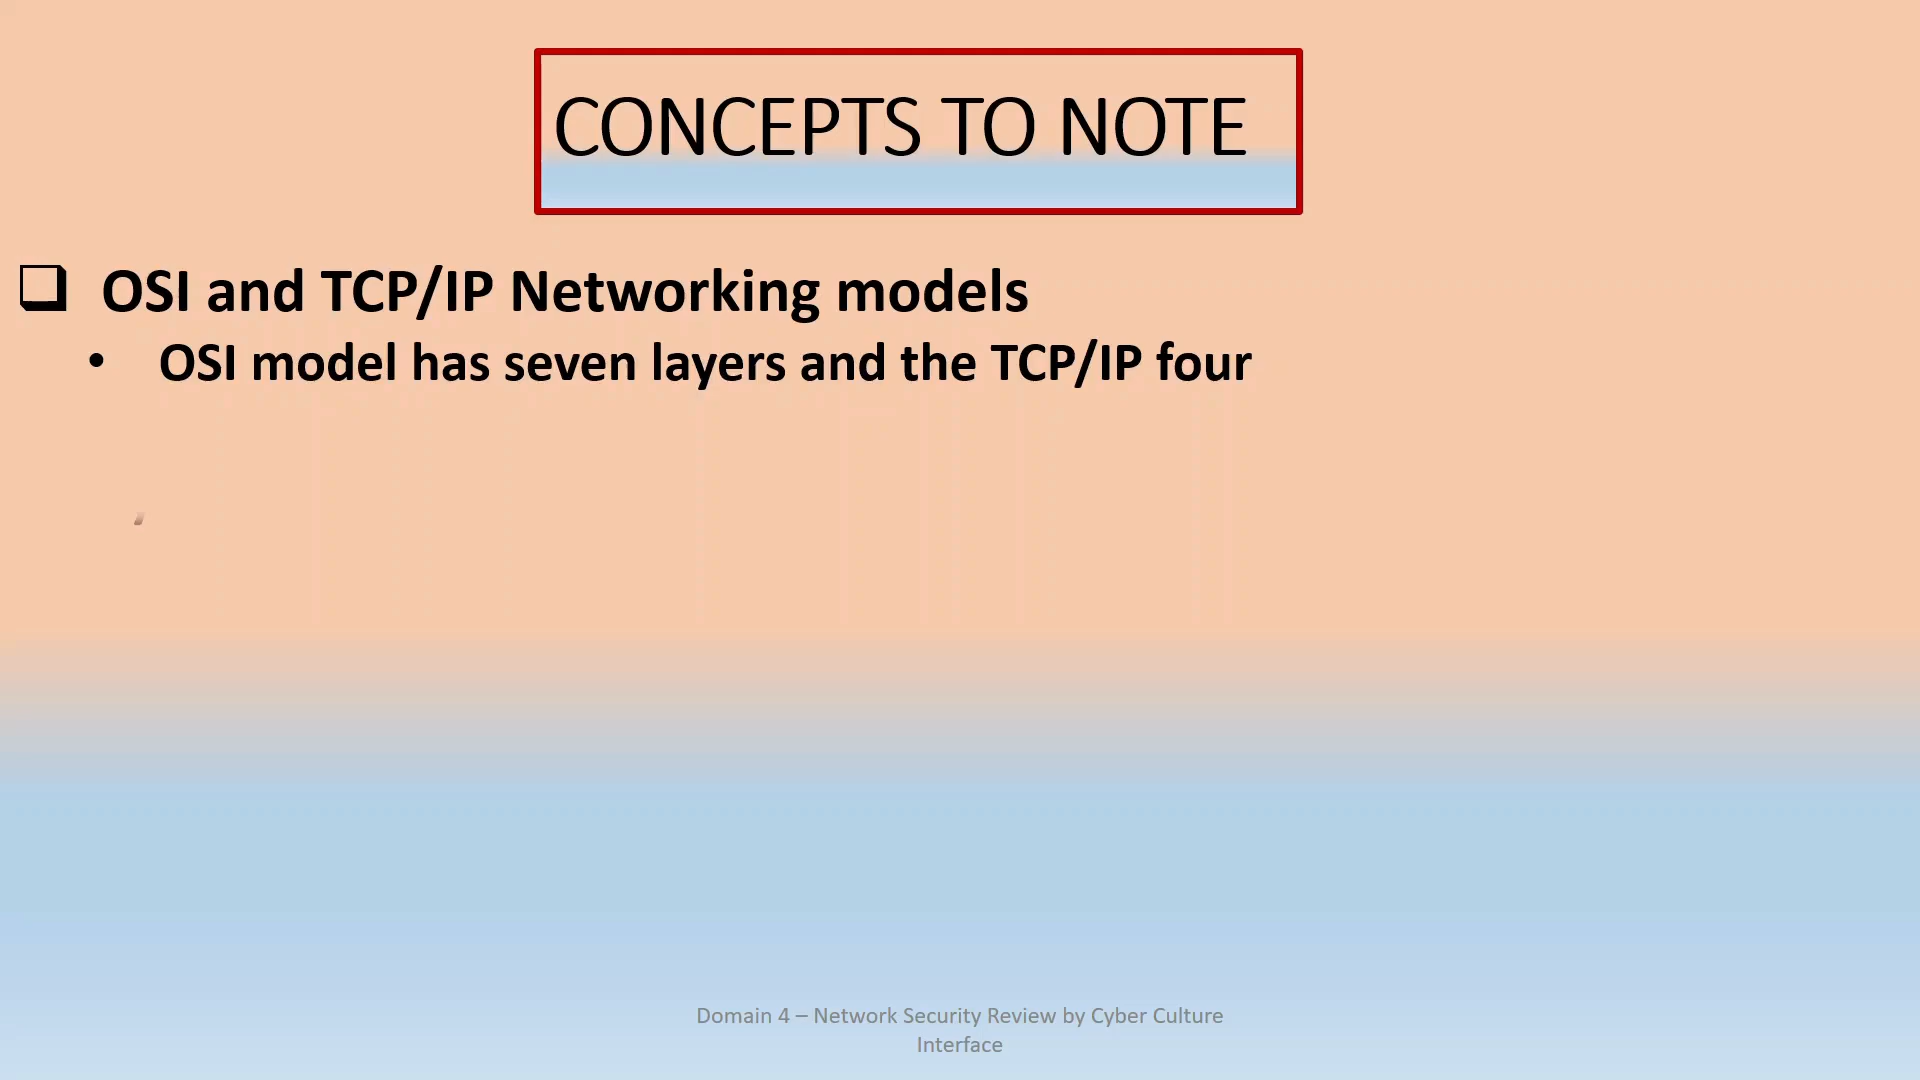 CONCEPTS TO NOTE
❑ OSI and TCP/IP Networking models
• OSI model has seven layers and the TCP/IP four
Domain 4 – Network Security Review by Cyber Culture
Interface